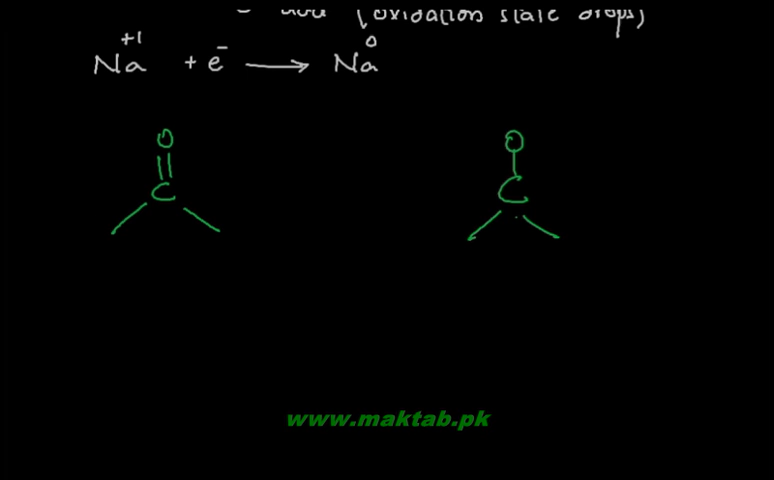 (oxidation state drops)
+1 0
Na + e⁻ ⟶ Na
O O
C C
www.maktab.pk